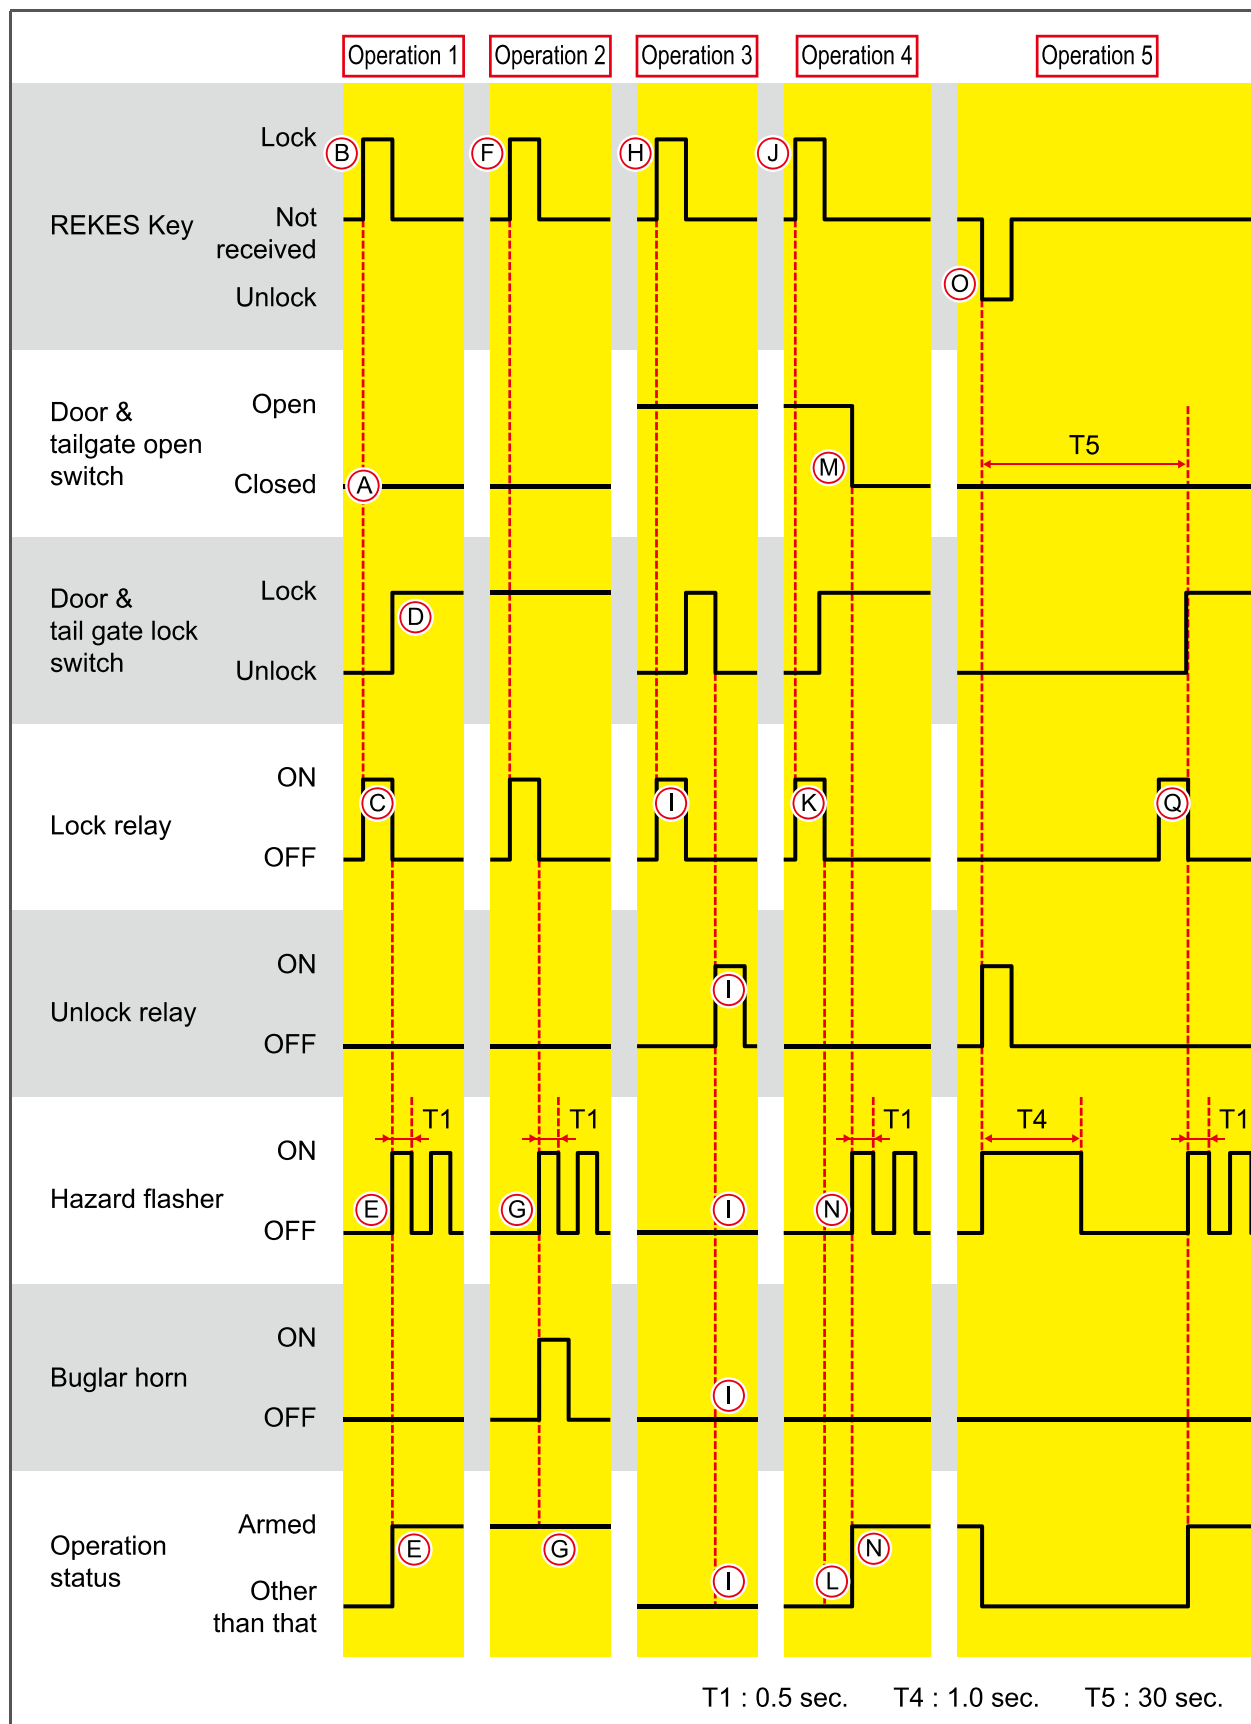 Operation 1
Operation 2
Operation 3
Operation 4
Operation 5
REKES Key
Lock
Not
received
Unlock
B
F
H
J
O
Door &
tailgate open
switch
Open
Closed
A
M
T5
Door &
tail gate lock
switch
Lock
Unlock
D
Lock relay
ON
OFF
C
I
K
Q
Unlock relay
ON
OFF
I
Hazard flasher
ON
OFF
T1
T1
T1
T4
T1
E
G
I
N
Buglar horn
ON
OFF
I
Operation
status
Armed
Other
than that
E
G
I
L
N
T1 : 0.5 sec.
T4 : 1.0 sec.
T5 : 30 sec.